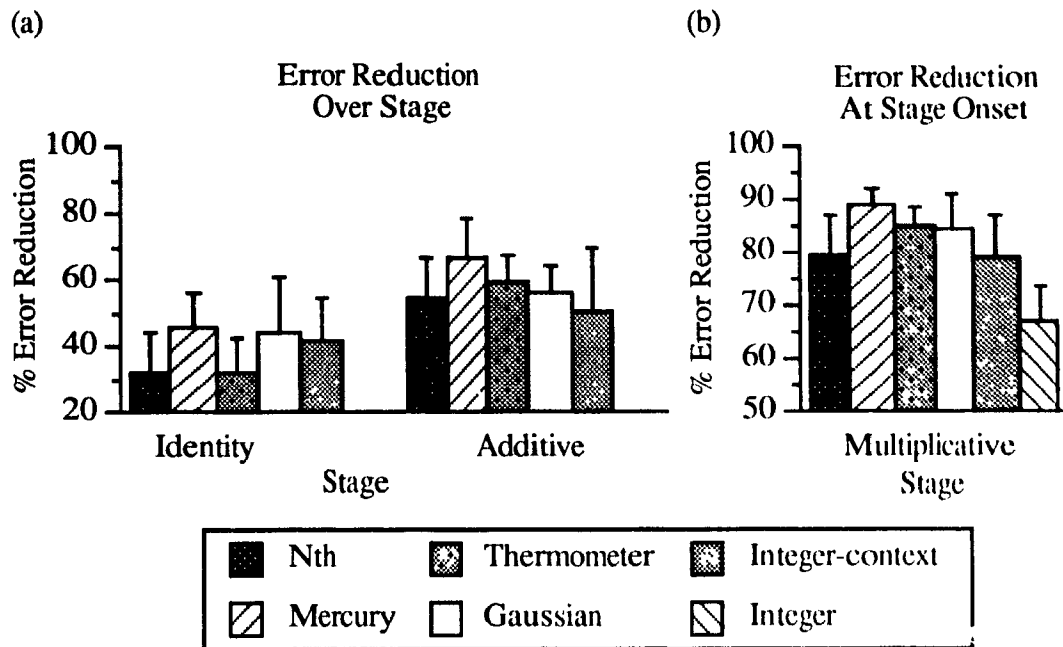 (a)
Error Reduction
Over Stage
% Error Reduction
100
80
60
40
20
Identity
Additive
Stage
(b)
Error Reduction
At Stage Onset
% Error Reduction
100
90
80
70
60
50
Multiplicative
Stage
Nth
Thermometer
Integer-context
Mercury
Gaussian
Integer